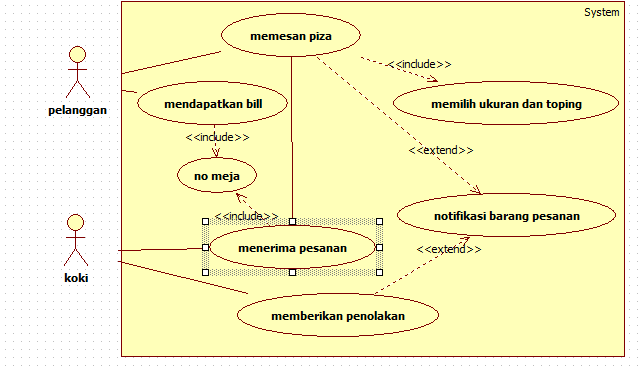 System
memesan piza
<<include>>
pelanggan
mendapatkan bill
memilih ukuran dan toping
<<include>>
<<extend>>
no meja
<<include>>
notifikasi barang pesanan
koki
menerima pesanan
<<extend>>
memberikan penolakan